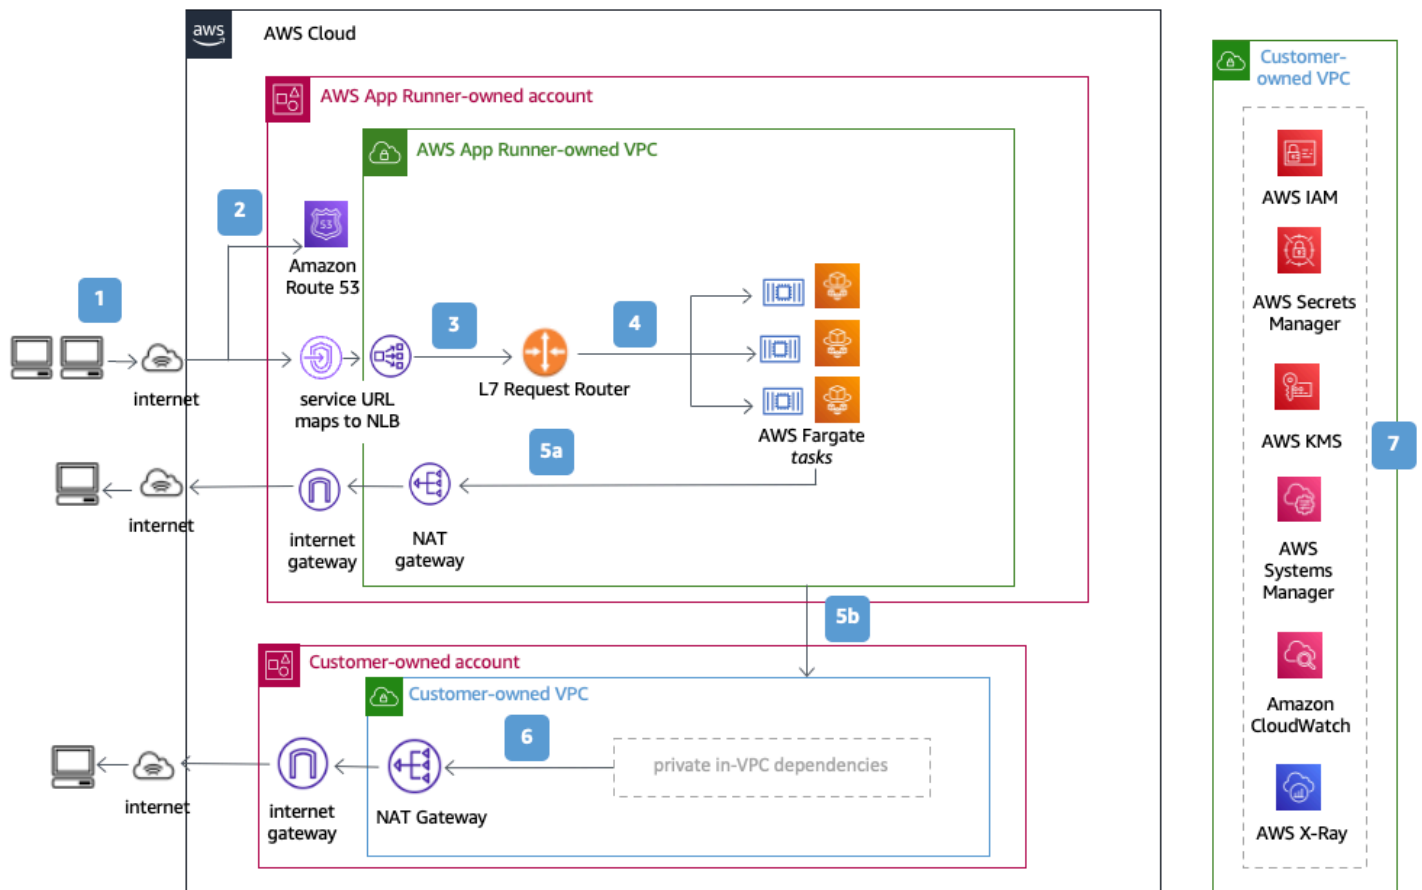 aws
AWS Cloud
AWS App Runner-owned account
AWS App Runner-owned VPC
2
53
Amazon
Route 53
1
internet
service URL
maps to NLB
3
L7 Request Router
4
AWS Fargate
tasks
5a
internet
internet
gateway
NAT
gateway
5b
Customer-owned account
Customer-owned VPC
6
private in-VPC dependencies
internet
internet
gateway
NAT Gateway
Customer-
owned VPC
AWS IAM
AWS Secrets
Manager
AWS KMS
7
AWS
Systems
Manager
Amazon
CloudWatch
AWS X-Ray